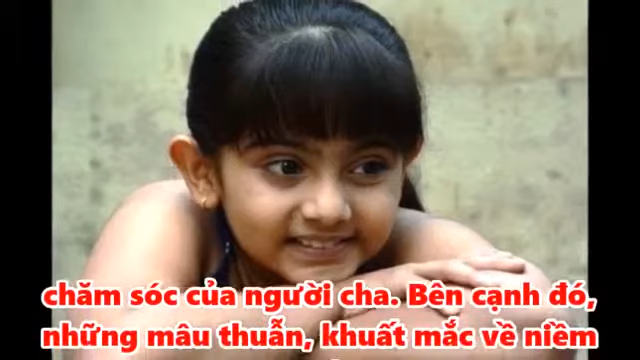 chăm sóc của người cha. Bên cạnh đó,
những mâu thuẫn, khuất mắc về niềm